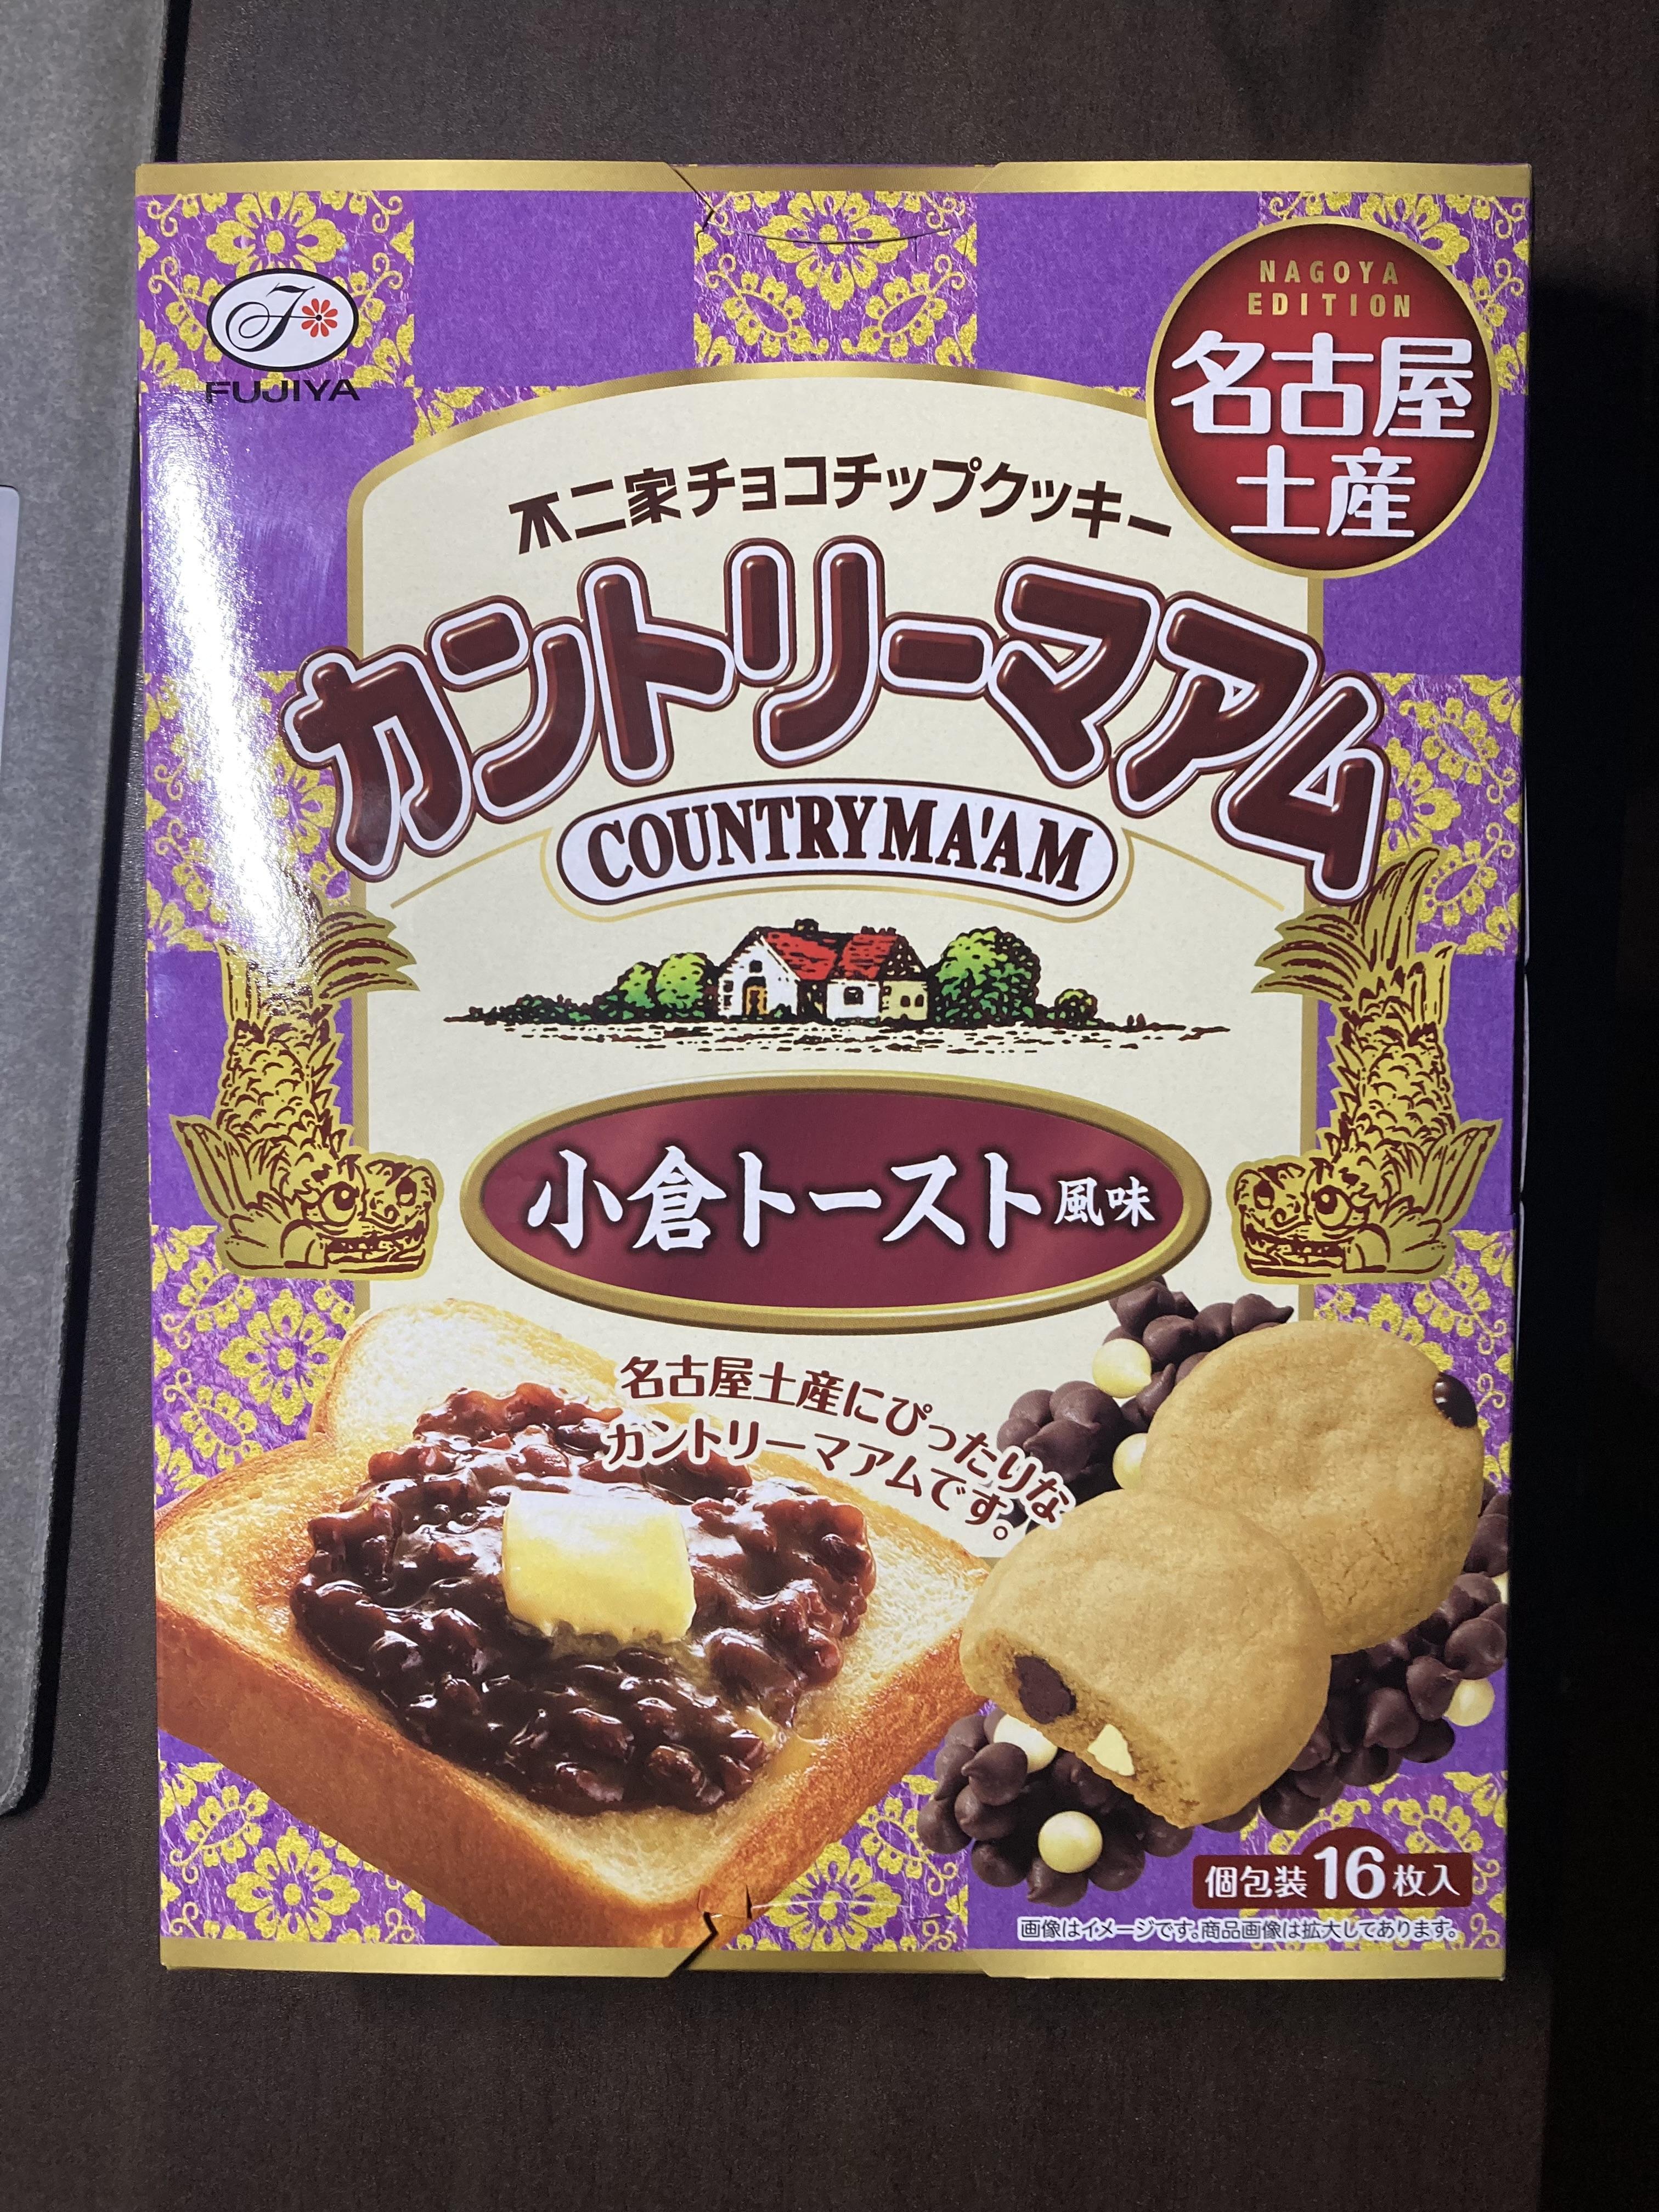 FUJIYA
NAGOYA
EDITION
名古屋
土産
不二家チョコチップクッキー
カントリーマアム
COUNTRY MA'AM
小倉トースト風味
名古屋土産にぴったりな
カントリーマアムです。
個包装16枚入
画像はイメージです。商品画像は拡大してあります。